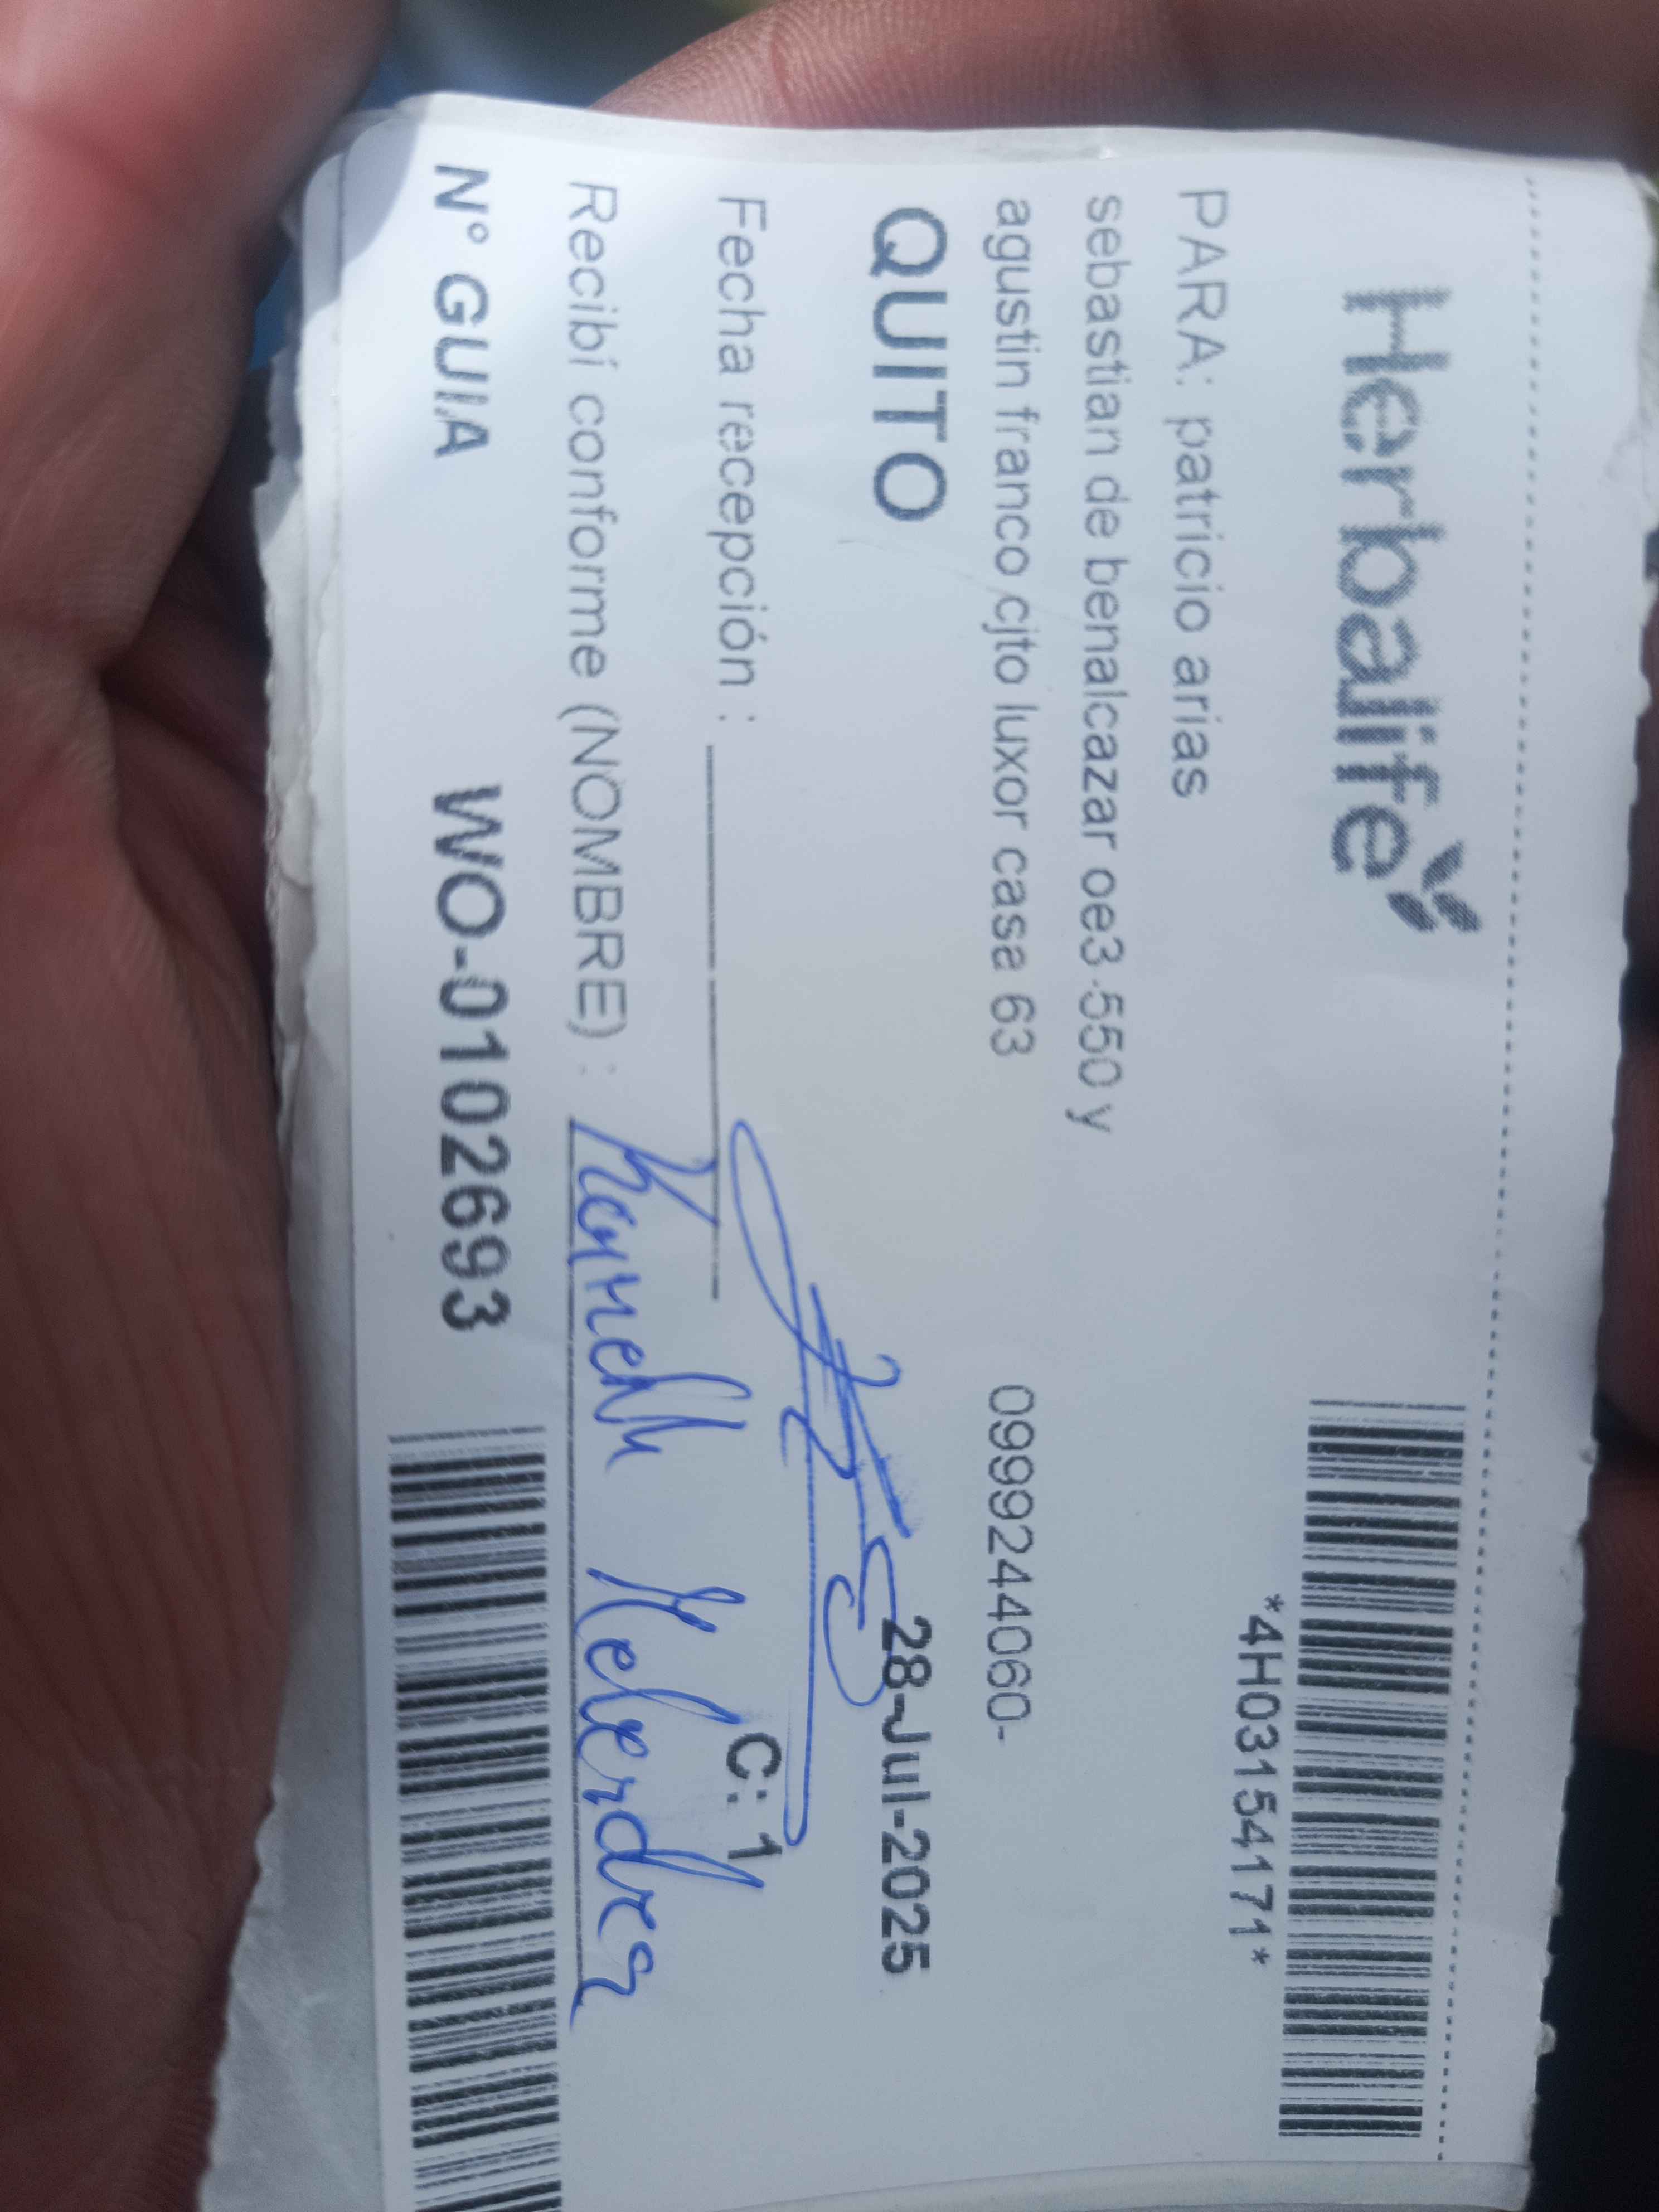 Herbalife
*4H03154171*
PARA: patricio arias
sebastian de benalcazar oe3-550 y
agustin franco cjto luxor casa 63 0999244060-
QUITO 28-Jul-2025
Fecha recepción : C: 1
Recibí conforme (NOMBRE) :
N° GUIA WO-0102693